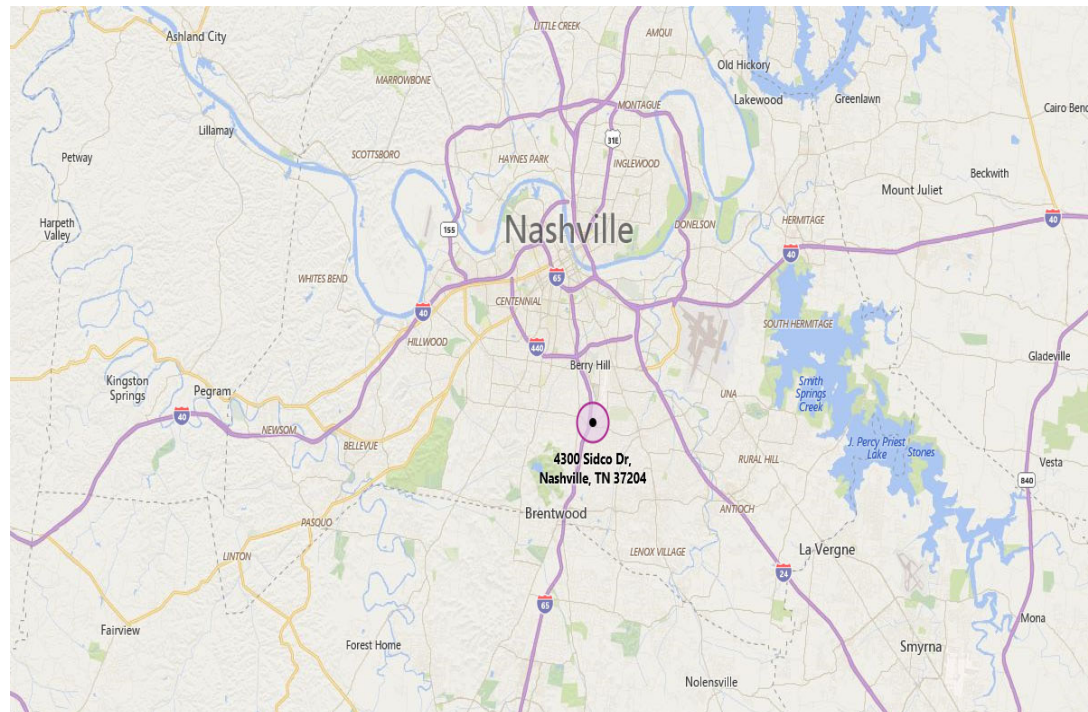 LITTLE CREEK
Ashland City
AMQUI
Old Hickory
MARROWBONE
Lakewood
Greenlawn
MONTAGUE
Cairo Bend
Lillamay
31E
SCOTTSBORO
HAYNES PARK
INGLEWOOD
Petway
Beckwith
Mount Juliet
Harpeth
Valley
155
Nashville
DONELSON
HERMITAGE
40
40
WHITES BEND
65
CENTENNIAL
40
SOUTH HERMITAGE
HILLWOOD
440
Berry Hill
Gladeville
Kingston
Springs
Pegram
Smith
Springs
Creek
UNA
40
NEWSOM
BELLEVUE
J. Percy Priest
Lake
Stones
4300 Sidco Dr,
Nashville, TN 37204
RURAL HILL
Vesta
840
Brentwood
ANTIOCH
PASQUO
LINTON
LENOX VILLAGE
La Vergne
24
65
Fairview
Mona
Forest Home
Smyrna
Nolensville